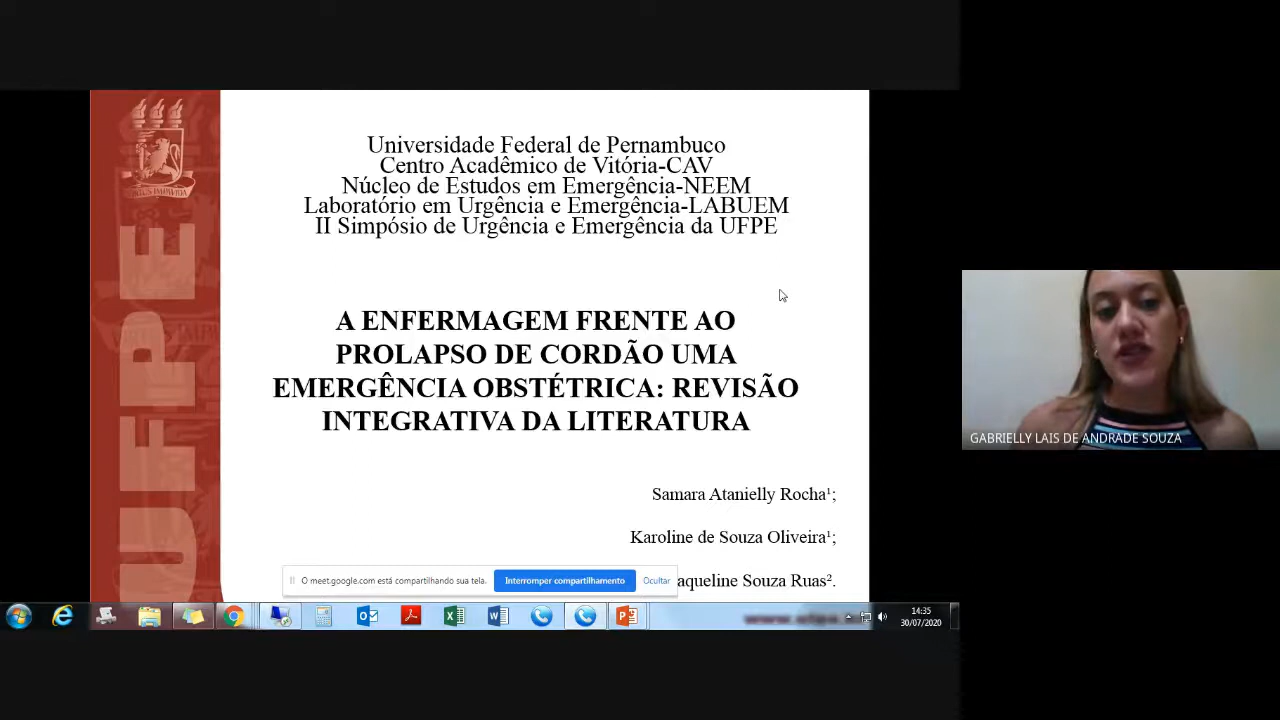 Universidade Federal de Pernambuco
Centro Acadêmico de Vitória-CAV
Núcleo de Estudos em Emergência-NEEM
Laboratório em Urgência e Emergência-LABUEM
II Simpósio de Urgência e Emergência da UFPE
A ENFERMAGEM FRENTE AO
PROLAPSO DE CORDÃO UMA
EMERGÊNCIA OBSTÉTRICA: REVISÃO
INTEGRATIVA DA LITERATURA
Samara Atanielly Rocha¹;
Karoline de Souza Oliveira¹;
aqueline Souza Ruas².
UFPE
O meet.google.com está compartilhando sua tela.
Interromper compartilhamento
Ocultar
14:35
30/07/2020
GABRIELLY LAIS DE ANDRADE SOUZA